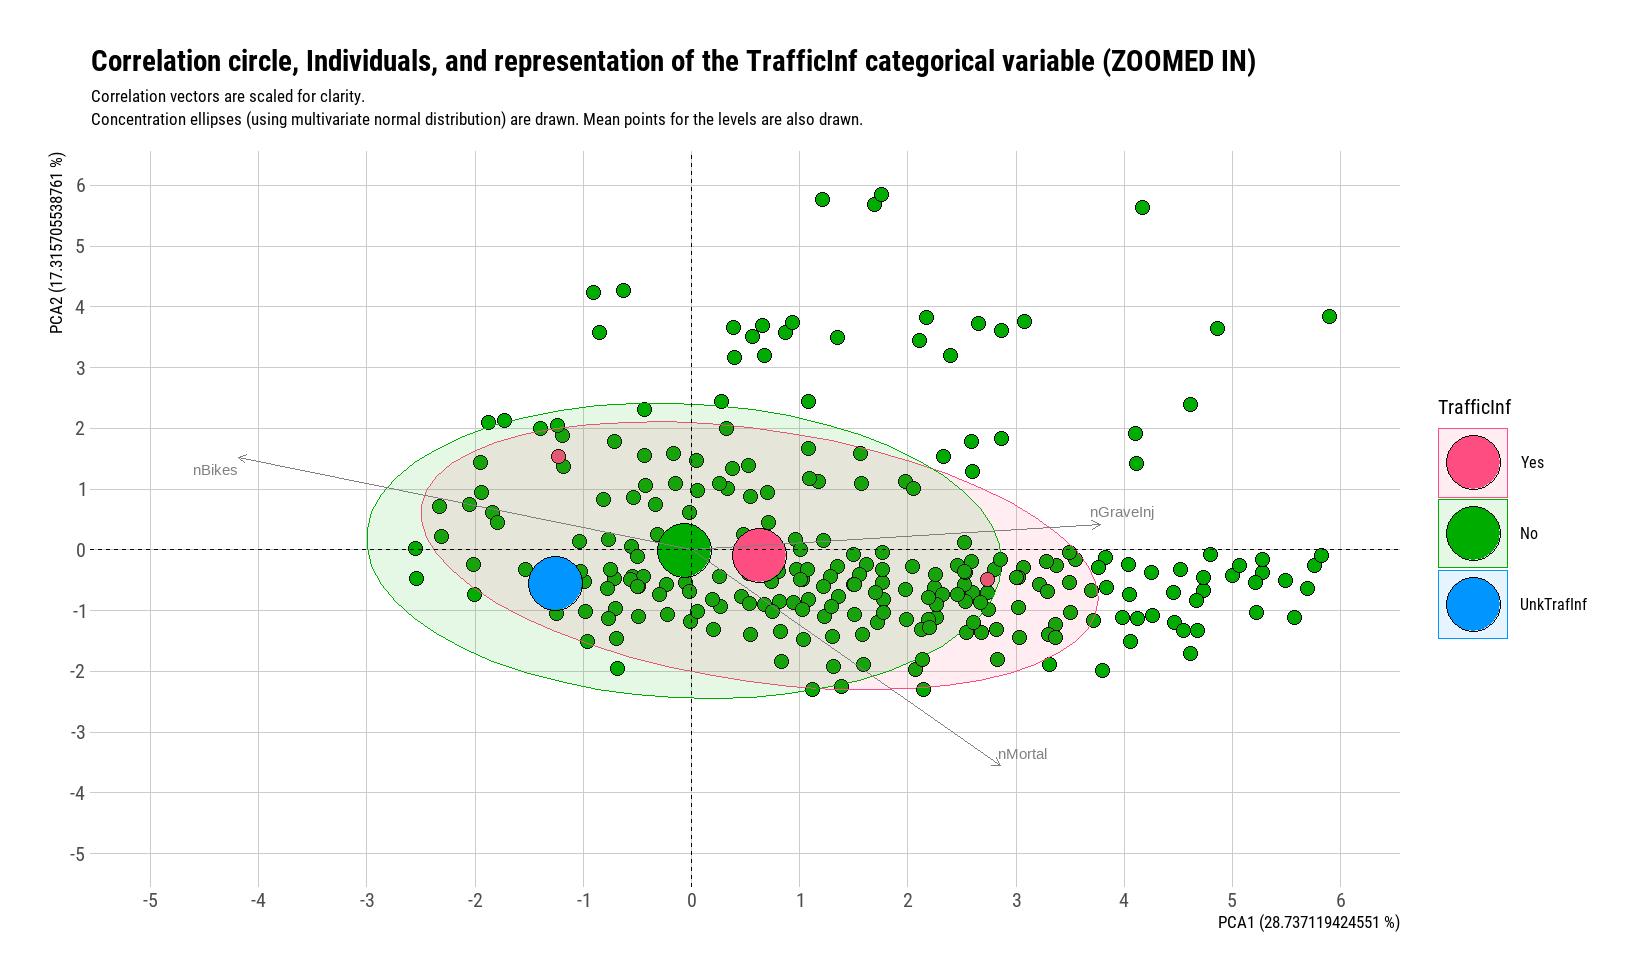 Correlation circle, Individuals, and representation of the TrafficInf categorical variable (ZOOMED IN)
Correlation vectors are scaled for clarity.
Concentration ellipses (using multivariate normal distribution) are drawn. Mean points for the levels are also drawn.
PCA2 (17.315705538761 %)
6
5
4
3
2
1
0
-1
-2
-3
-4
-5
nBikes
nGraveInj
nMortal
-5 -4 -3 -2 -1 0 1 2 3 4 5 6
PCA1 (28.737119424551 %)
TrafficInf
Yes
No
UnkTrafInf